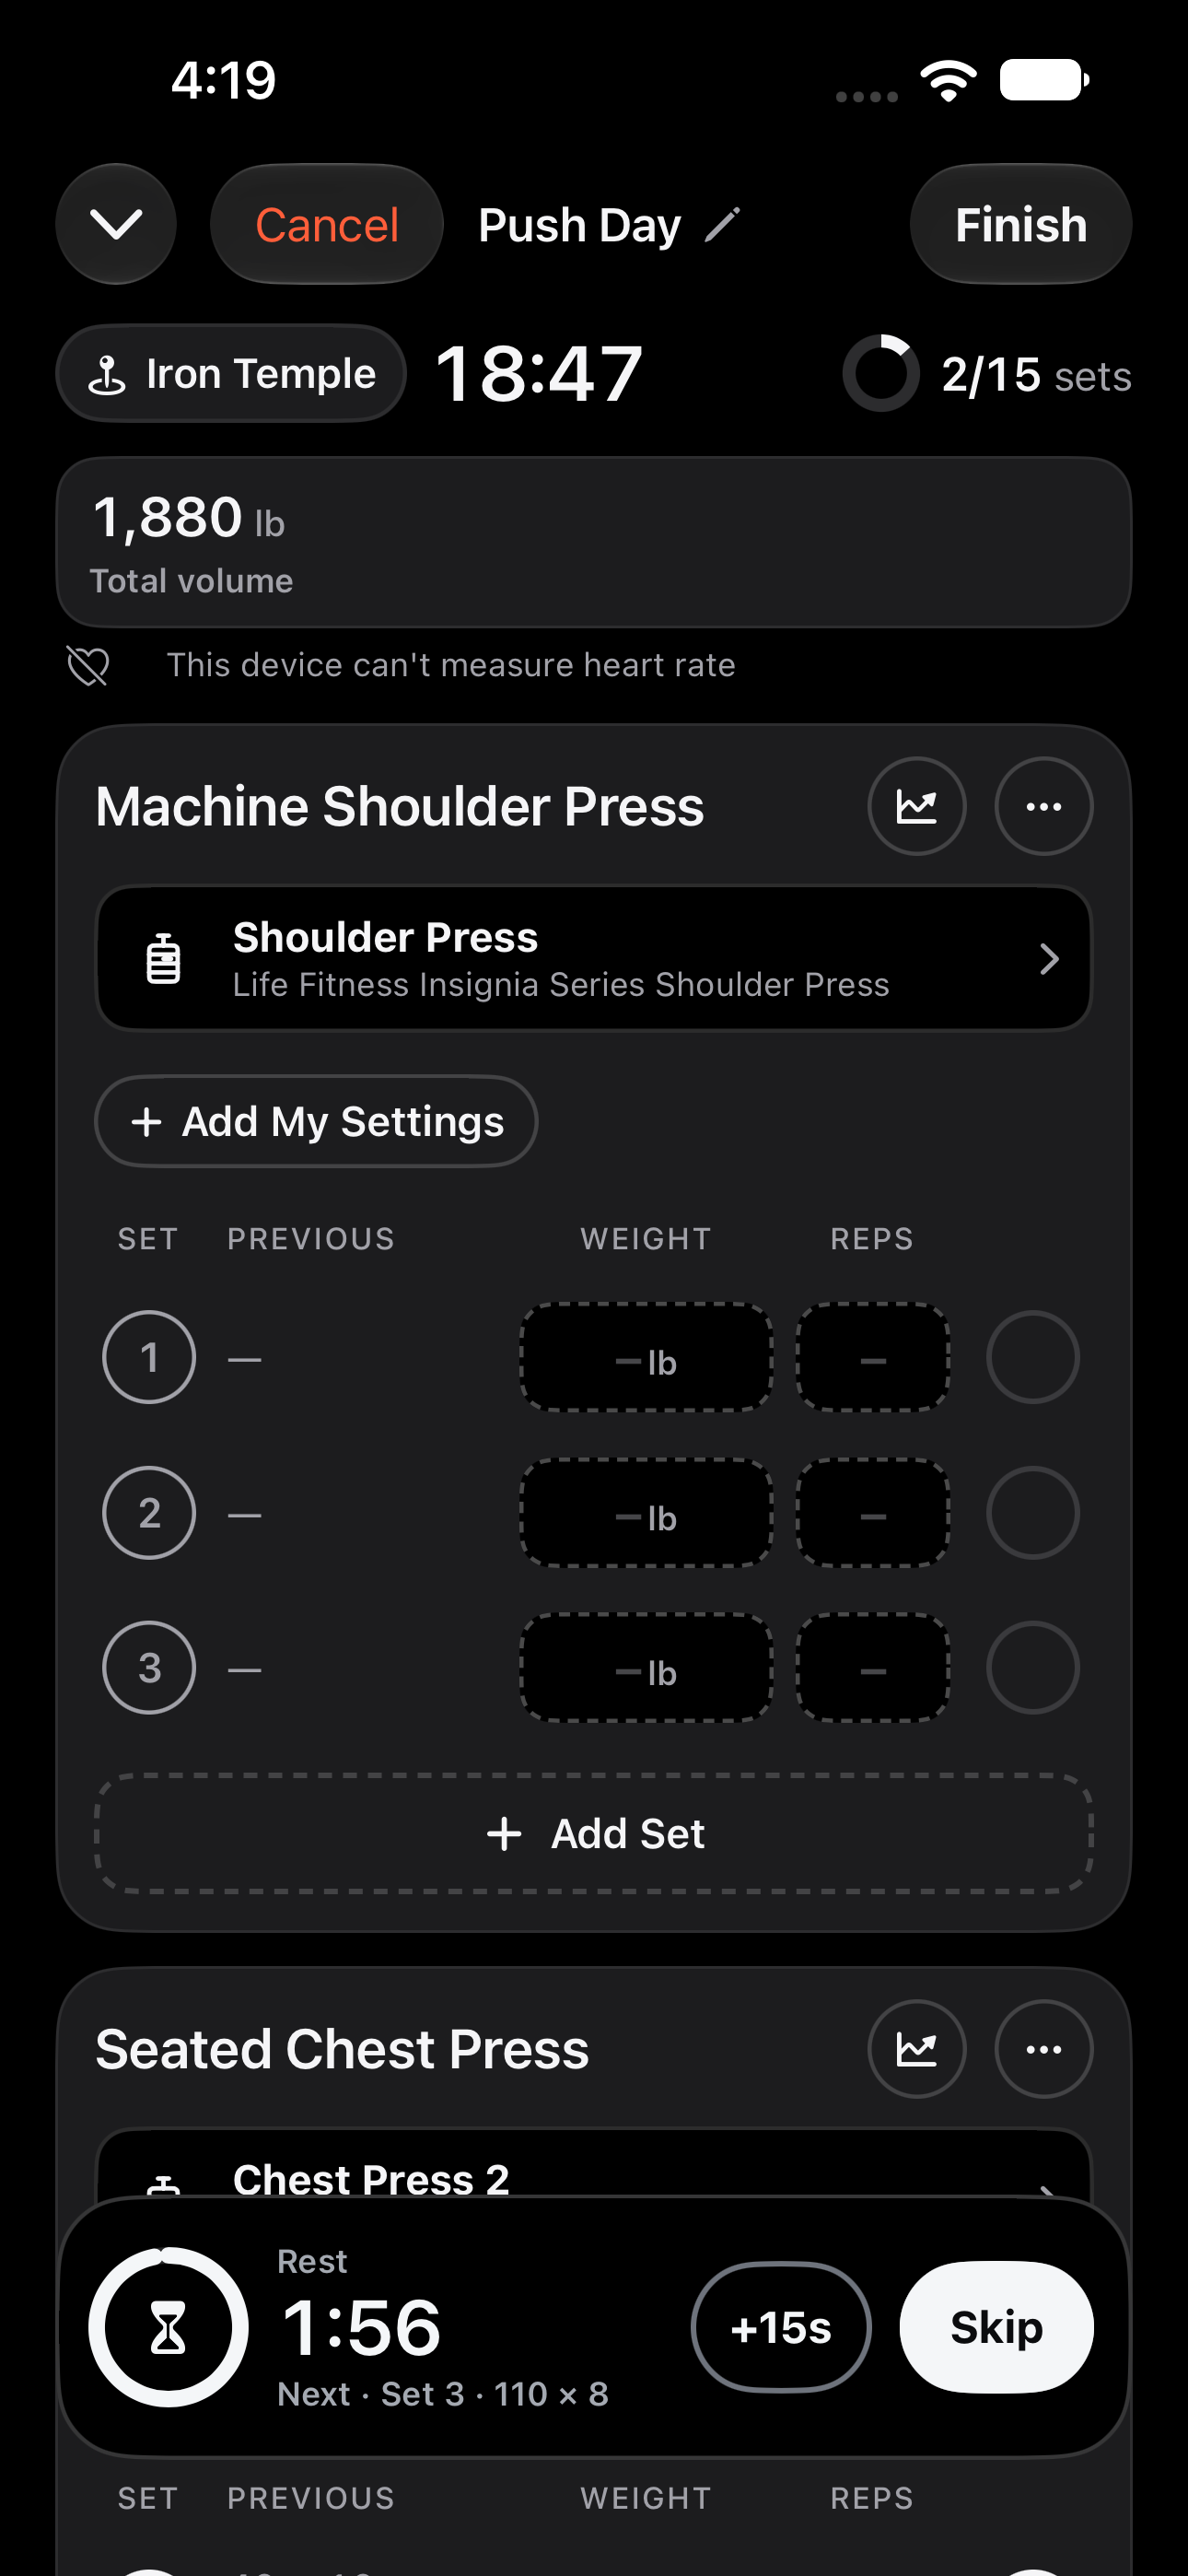 4:19
Cancel
Push Day
Finish
Iron Temple
18:47
2/15 sets
1,880 lb
Total volume
This device can't measure heart rate
Machine Shoulder Press
Shoulder Press
Life Fitness Insignia Series Shoulder Press
+ Add My Settings
SET PREVIOUS WEIGHT REPS
1 — — lb —
2 — — lb —
3 — — lb —
+ Add Set
Seated Chest Press
Chest Press 2
Rest
1:56
Next · Set 3 · 110 × 8
+15s
Skip
SET PREVIOUS WEIGHT REPS